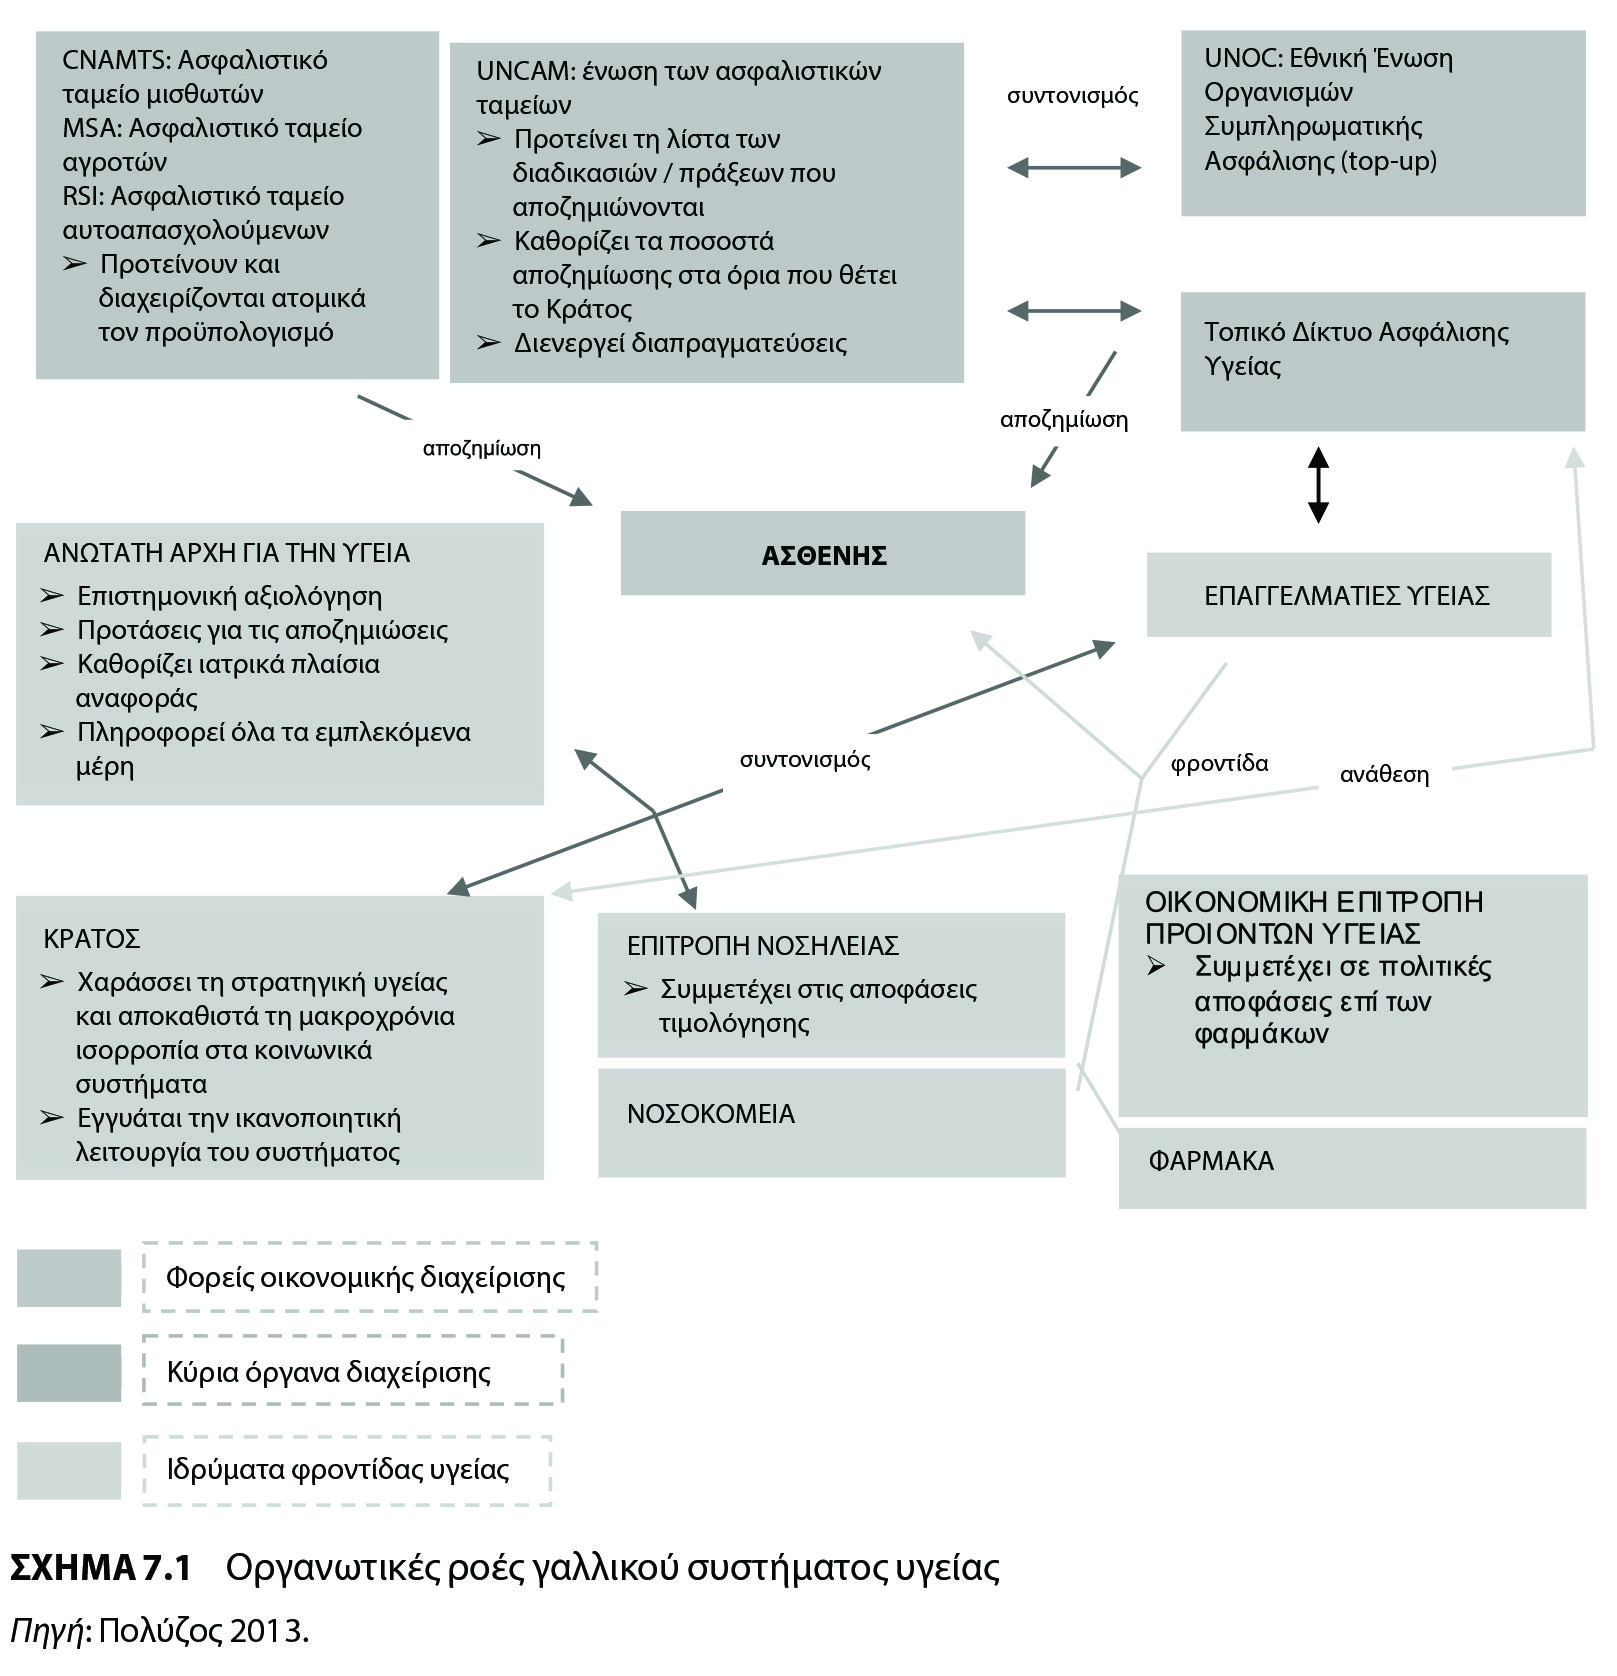 CNAMTS: Ασφαλιστικό
ταμείο μισθωτών
MSA: Ασφαλιστικό ταμείο
αγροτών
RSI: Ασφαλιστικό ταμείο
αυτοαπασχολούμενων
➢ Προτείνουν και
διαχειρίζονται ατομικά
τον προϋπολογισμό
UNCAM: ένωση των ασφαλιστικών
ταμείων
➢ Προτείνει τη λίστα των
διαδικασιών / πράξεων που
αποζημιώνονται
➢ Καθορίζει τα ποσοστά
αποζημίωσης στα όρια που θέτει
το Κράτος
➢ Διενεργεί διαπραγματεύσεις
συντονισμός
UNOC: Εθνική Ένωση
Οργανισμών
Συμπληρωματικής
Ασφάλισης (top-up)
Τοπικό Δίκτυο Ασφάλισης
Υγείας
αποζημίωση
αποζημίωση
ΑΣΘΕΝΗΣ
ΕΠΑΓΓΕΛΜΑΤΙΕΣ ΥΓΕΙΑΣ
ΑΝΩΤΑΤΗ ΑΡΧΗ ΓΙΑ ΤΗΝ ΥΓΕΙΑ
➢ Επιστημονική αξιολόγηση
➢ Προτάσεις για τις αποζημιώσεις
➢ Καθορίζει ιατρικά πλαίσια
αναφοράς
➢ Πληροφορεί όλα τα εμπλεκόμενα
μέρη
συντονισμός
φροντίδα
ανάθεση
ΚΡΑΤΟΣ
➢ Χαράσσει τη στρατηγική υγείας
και αποκαθιστά τη μακροχρόνια
ισορροπία στα κοινωνικά
συστήματα
➢ Εγγυάται την ικανοποιητική
λειτουργία του συστήματος
ΕΠΙΤΡΟΠΗ ΝΟΣΗΛΕΙΑΣ
➢ Συμμετέχει στις αποφάσεις
τιμολόγησης
ΝΟΣΟΚΟΜΕΙΑ
ΟΙΚΟΝΟΜΙΚΗ ΕΠΙΤΡΟΠΗ
ΠΡΟΙΟΝΤΩΝ ΥΓΕΙΑΣ
➢ Συμμετέχει σε πολιτικές
αποφάσεις επί των
φαρμάκων
ΦΑΡΜΑΚΑ
Φορείς οικονομικής διαχείρισης
Κύρια όργανα διαχείρισης
Ιδρύματα φροντίδας υγείας
ΣΧΗΜΑ 7.1 Οργανωτικές ροές γαλλικού συστήματος υγείας
Πηγή: Πολύζος 2013.